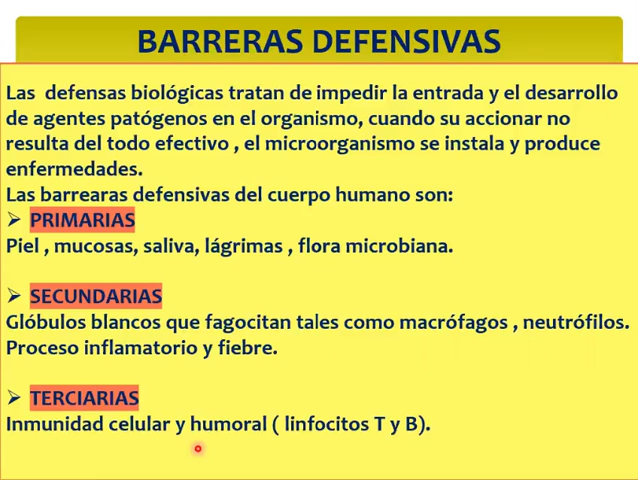 BARRERAS DEFENSIVAS
Las defensas biológicas tratan de impedir la entrada y el desarrollo
de agentes patógenos en el organismo, cuando su accionar no
resulta del todo efectivo , el microorganismo se instala y produce
enfermedades.
Las barrearas defensivas del cuerpo humano son:
➢ PRIMARIAS
Piel , mucosas, saliva, lágrimas , flora microbiana.
➢ SECUNDARIAS
Glóbulos blancos que fagocitan tales como macrófagos , neutrófilos.
Proceso inflamatorio y fiebre.
➢ TERCIARIAS
Inmunidad celular y humoral ( linfocitos T y B).